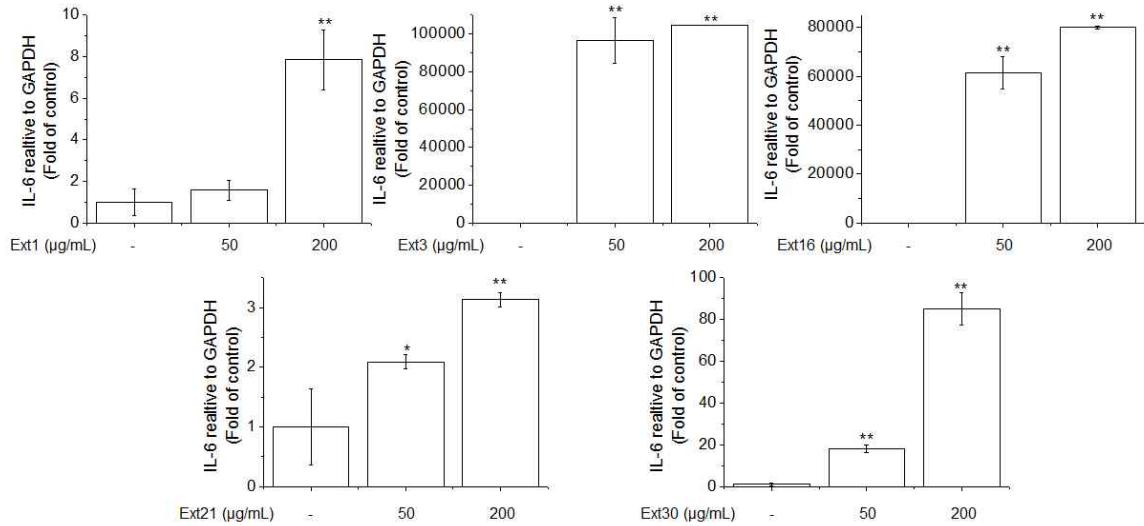 IL-6 realtive to GAPDH
(Fold of control)
10
8
6
4
2
0
**
Ext1 (µg/mL) - 50 200
IL-6 realtive to GAPDH
(Fold of control)
100000
80000
60000
40000
20000
0
** **
Ext3 (µg/mL) - 50 200
IL-6 realtive to GAPDH
(Fold of control)
80000
60000
40000
20000
0
** **
Ext16 (µg/mL) - 50 200
IL-6 realtive to GAPDH
(Fold of control)
3
2
1
0
* **
Ext21 (µg/mL) - 50 200
IL-6 realtive to GAPDH
(Fold of control)
100
80
60
40
20
0
** **
Ext30 (µg/mL) - 50 200